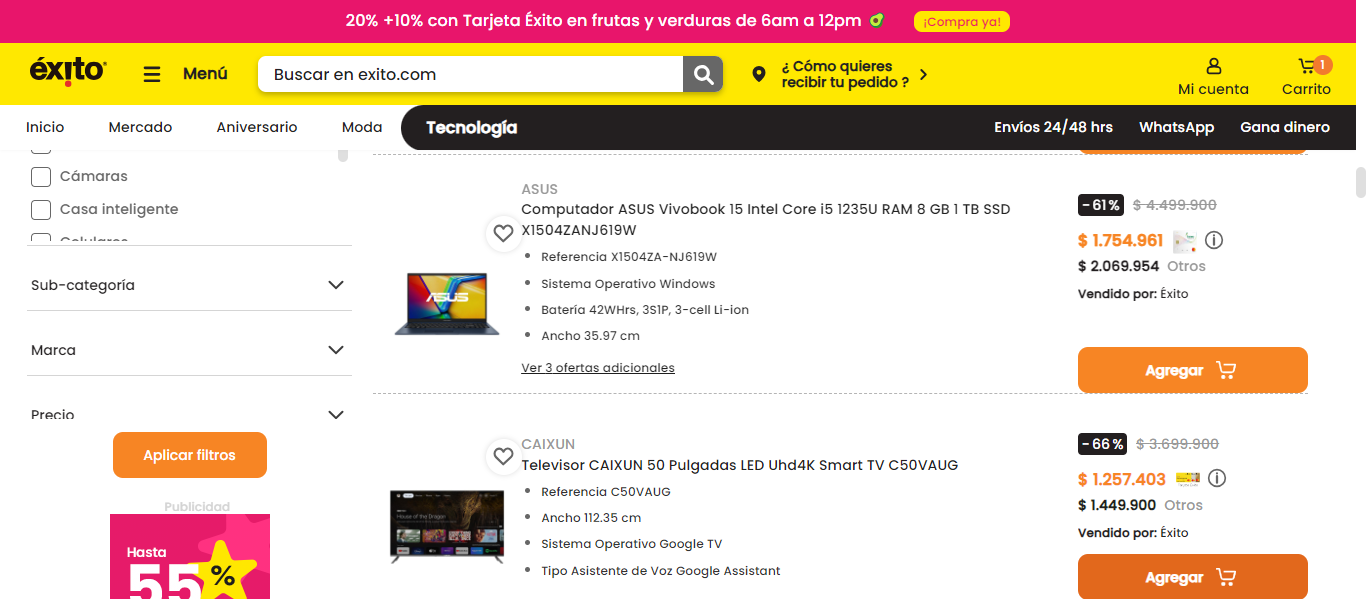 20% +10% con Tarjeta Éxito en frutas y verduras de 6am a 12pm
¡Compra ya!
éxito
Menú
Buscar en exito.com
¿ Cómo quieres
recibir tu pedido ?
Mi cuenta
1
Carrito
Inicio
Mercado
Aniversario
Moda
Tecnología
Envíos 24/48 hrs
WhatsApp
Gana dinero
Cámaras
Casa inteligente
Celulares
Sub-categoría
Marca
Precio
Aplicar filtros
Publicidad
Hasta
55%
ASUS
Computador ASUS Vivobook 15 Intel Core i5 1235U RAM 8 GB 1 TB SSD
X1504ZANJ619W
Referencia X1504ZA-NJ619W
Sistema Operativo Windows
Batería 42WHrs, 3S1P, 3-cell Li-ion
Ancho 35.97 cm
Ver 3 ofertas adicionales
ASUS
-61%
$ 4.499.900
$ 1.754.961
$ 2.069.954 Otros
Vendido por: Éxito
Agregar
CAIXUN
Televisor CAIXUN 50 Pulgadas LED Uhd4K Smart TV C50VAUG
Referencia C50VAUG
Ancho 112.35 cm
Sistema Operativo Google TV
Tipo Asistente de Voz Google Assistant
House of the Dragon
-66%
$ 3.699.900
$ 1.257.403
$ 1.449.900 Otros
Vendido por: Éxito
Agregar